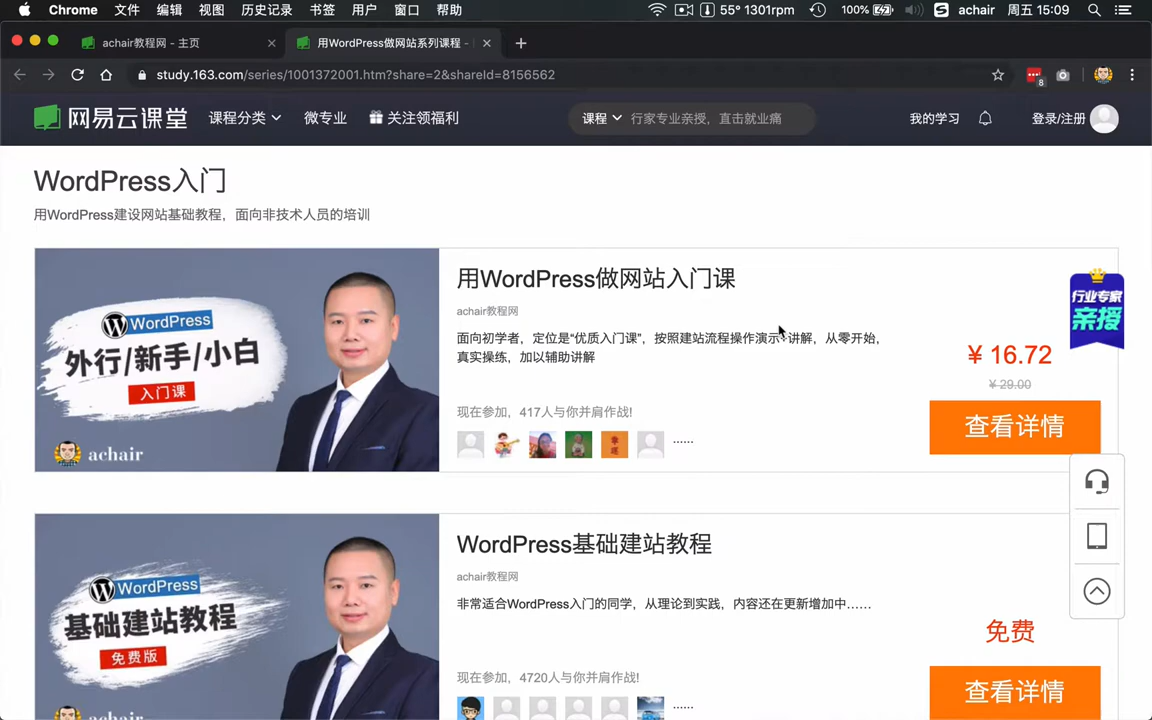 Chrome 文件 编辑 视图 历史记录 书签 用户 窗口 帮助 55° 1301rpm 100% achair 周五 15:09
achair教程网 - 主页 用WordPress做网站系列课程 -
study.163.com/series/1001372001.htm?share=2&shareId=8156562
8
网易云课堂 课程分类 微专业 关注领福利 课程 行家专业亲授，直击就业痛 我的学习 登录/注册
WordPress入门
用WordPress建设网站基础教程，面向非技术人员的培训
WordPress
外行/新手/小白
入门课
achair
用WordPress做网站入门课
achair教程网
面向初学者，定位是“优质入门课”，按照建站流程操作演示讲解，从零开始，
真实操练，加以辅助讲解
现在参加，417人与你并肩作战!
......
¥ 16.72
¥ 29.00
查看详情
行业专家
亲授
WordPress
基础建站教程
免费版
achair
WordPress基础建站教程
achair教程网
非常适合WordPress入门的同学，从理论到实践，内容还在更新增加中……
现在参加，4720人与你并肩作战!
......
免费
查看详情